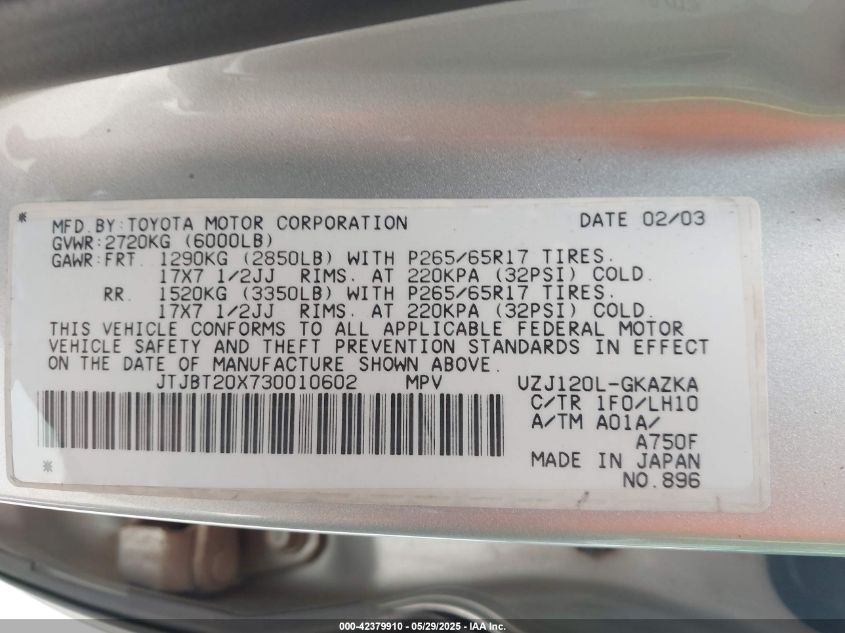 MFD.BY:TOYOTA MOTOR CORPORATION DATE 02/03
GVWR:2720KG (6000LB)
GAWR:FRT. 1290KG (2850LB) WITH P265/65R17 TIRES.
17X7 1/2JJ RIMS. AT 220KPA (32PSI) COLD.
RR. 1520KG (3350LB) WITH P265/65R17 TIRES.
17X7 1/2JJ RIMS. AT 220KPA (32PSI) COLD.
THIS VEHICLE CONFORMS TO ALL APPLICABLE FEDERAL MOTOR
VEHICLE SAFETY AND THEFT PREVENTION STANDARDS IN EFFECT
ON THE DATE OF MANUFACTURE SHOWN ABOVE.
JTJBT20X730010602 MPV UZJ120L-GKAZKA
C/TR 1F0/LH10
A/TM A01A/
A750F
MADE IN JAPAN
NO.896
000-42379910 - 05/29/2025 - IAA, Inc.